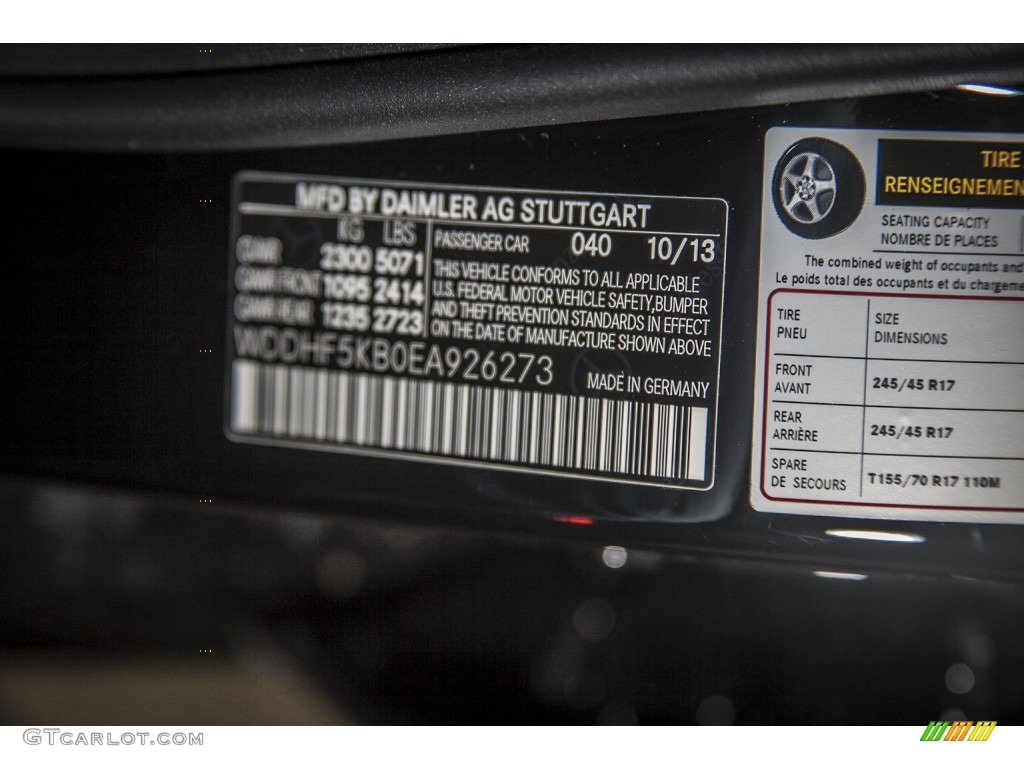 MFD BY DAIMLER AG STUTTGART
KG LBS
GVWR 2300 5071
GAWR FRONT 1095 2414
GAWR REAR 1235 2723
PASSENGER CAR 040 10/13
THIS VEHICLE CONFORMS TO ALL APPLICABLE
U.S. FEDERAL MOTOR VEHICLE SAFETY, BUMPER
AND THEFT PREVENTION STANDARDS IN EFFECT
ON THE DATE OF MANUFACTURE SHOWN ABOVE
WDDHF5KB0EA926273
MADE IN GERMANY
TIRE
RENSEIGNEMEN
SEATING CAPACITY
NOMBRE DE PLACES
The combined weight of occupants and
Le poids total des occupants et du chargeme
TIRE
PNEU
SIZE
DIMENSIONS
FRONT
AVANT
245/45 R17
REAR
ARRIÈRE
245/45 R17
SPARE
DE SECOURS
T155/70 R17 110M
GTCARLOT.COM